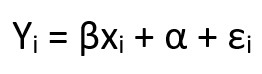 Yᵢ = βxᵢ + α + εᵢ